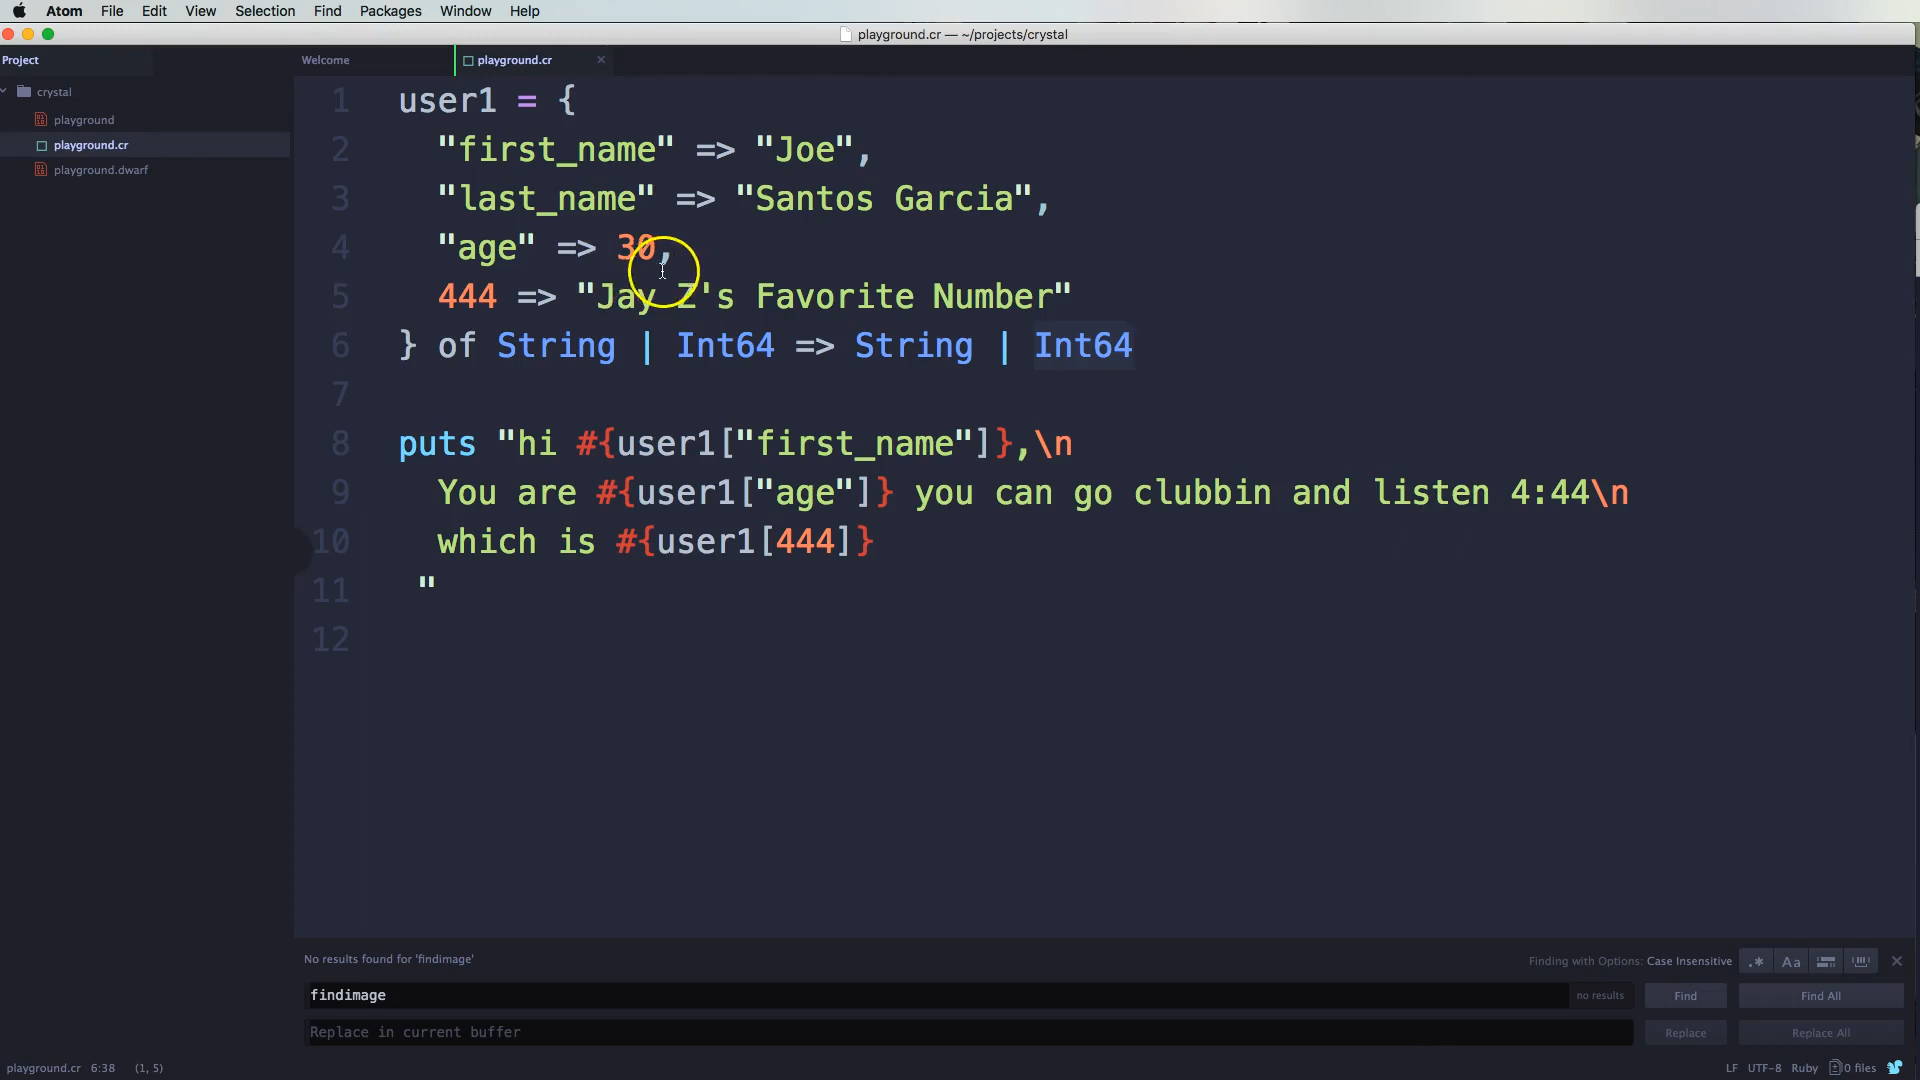 Atom File Edit View Selection Find Packages Window Help
playground.cr — ~/projects/crystal
Project
Welcome
playground.cr
crystal
playground
playground.cr
playground.dwarf
1 user1 = {
2 "first_name" => "Joe",
3 "last_name" => "Santos Garcia",
4 "age" => 30,
5 444 => "Jay Z's Favorite Number"
6 } of String | Int64 => String | Int64
7
8 puts "hi #{user1["first_name"]},\n
9 You are #{user1["age"]} you can go clubbin and listen 4:44\n
10 which is #{user1[444]}
11 "
12
No results found for 'findimage'
Finding with Options: Case Insensitive
.* Aa
findimage
no results
Find
Find All
Replace in current buffer
Replace
Replace All
playground.cr 6:38 (1, 5)
LF UTF-8 Ruby 0 files